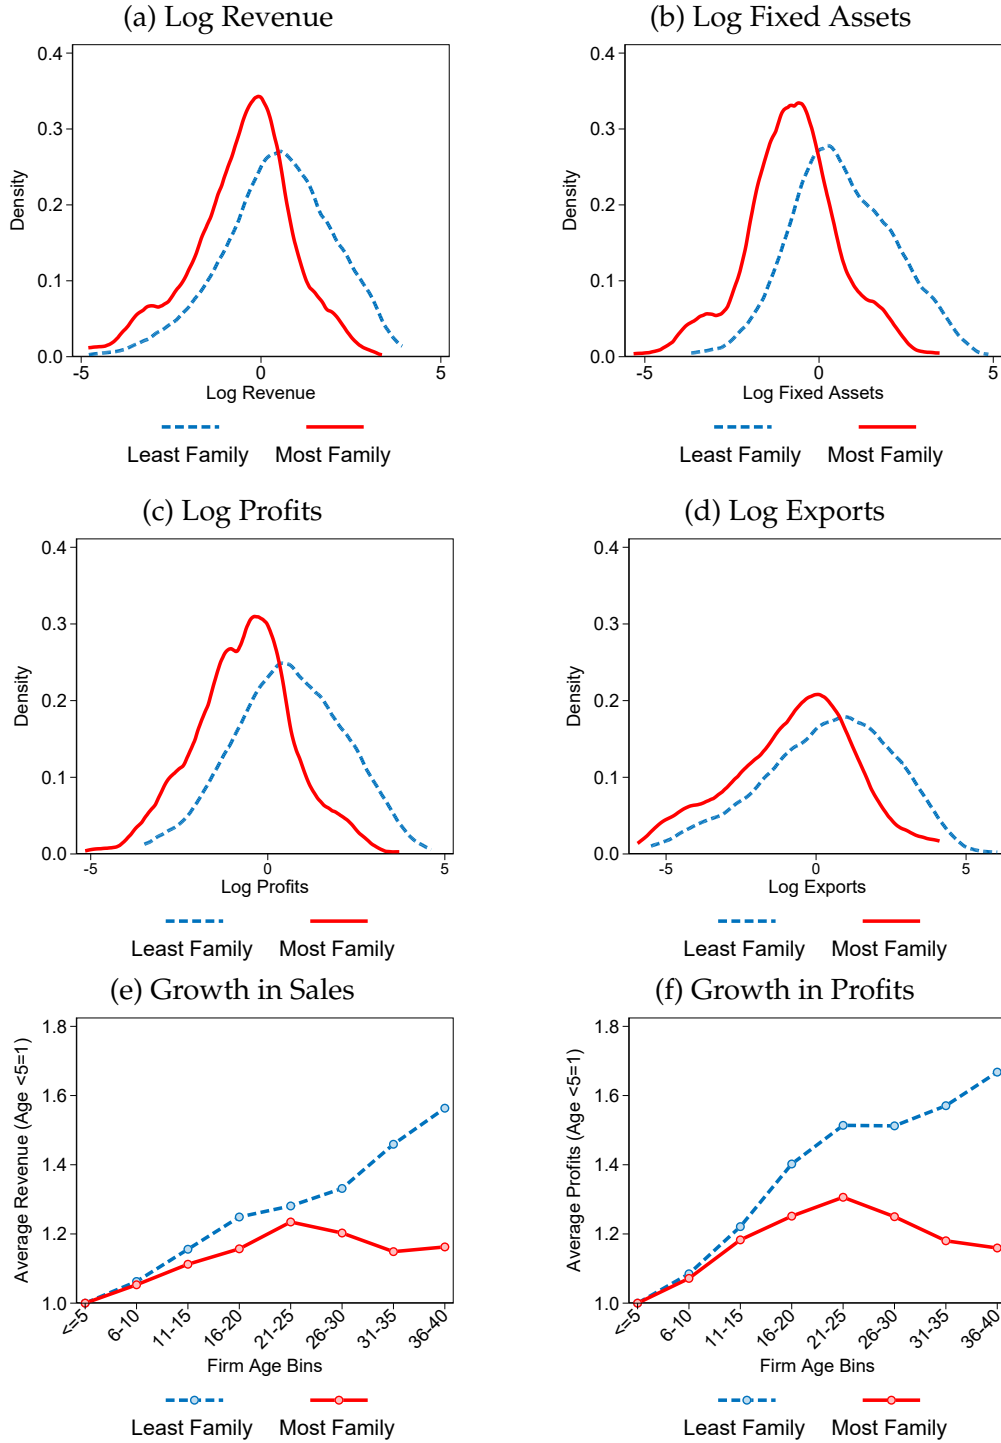 (a) Log Revenue
0.4
0.3
0.2
0.1
0.0
Density
-5 0 5
Log Revenue
Least Family Most Family
(b) Log Fixed Assets
0.4
0.3
0.2
0.1
0.0
Density
-5 0 5
Log Fixed Assets
Least Family Most Family
(c) Log Profits
0.4
0.3
0.2
0.1
0.0
Density
-5 0 5
Log Profits
Least Family Most Family
(d) Log Exports
0.4
0.3
0.2
0.1
0.0
Density
-5 0 5
Log Exports
Least Family Most Family
(e) Growth in Sales
1.8
1.6
1.4
1.2
1.0
Average Revenue (Age <5=1)
<=5 6-10 11-15 16-20 21-25 26-30 31-35 36-40
Firm Age Bins
Least Family Most Family
(f) Growth in Profits
1.8
1.6
1.4
1.2
1.0
Average Profits (Age <5=1)
<=5 6-10 11-15 16-20 21-25 26-30 31-35 36-40
Firm Age Bins
Least Family Most Family